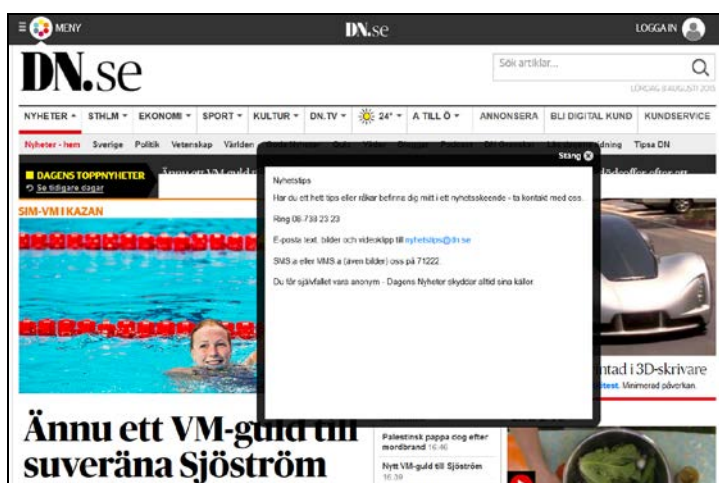 MENY
DN.se
LOGGA IN
DN.se
Sök artiklar...
LÖRDAG 8 AUGUSTI 2015
NYHETER STHLM EKONOMI SPORT KULTUR DN.TV 24° A TILL Ö ANNONSERA BLI DIGITAL KUND KUNDSERVICE
Nyheter - hem Sverige Politik Vetenskap Världen Tipsa DN
Stäng
DAGENS TOPPNYHETER
Se tidigare dagar
SIM-VM I KAZAN
Nyhetstips
Har du ett hett tips eller råkar befinna dig mitt i ett nyhetsskeende - ta kontakt med oss.
Ring 08-738 23 23
E-posta text, bilder och videoklipp till nyhetstips@dn.se
SMS:a eller MMS:a (även bilder) oss på 71222.
Du får självfallet vara anonym - Dagens Nyheter skyddar alltid sina källor.
ntad i 3D-skrivare
itest. Minimerad påverkan.
Ännu ett VM-guld till
suveräna Sjöström
Palestinsk pappa dog efter
mordbrand 16:46
Nytt VM-guld till Sjöström
16:39